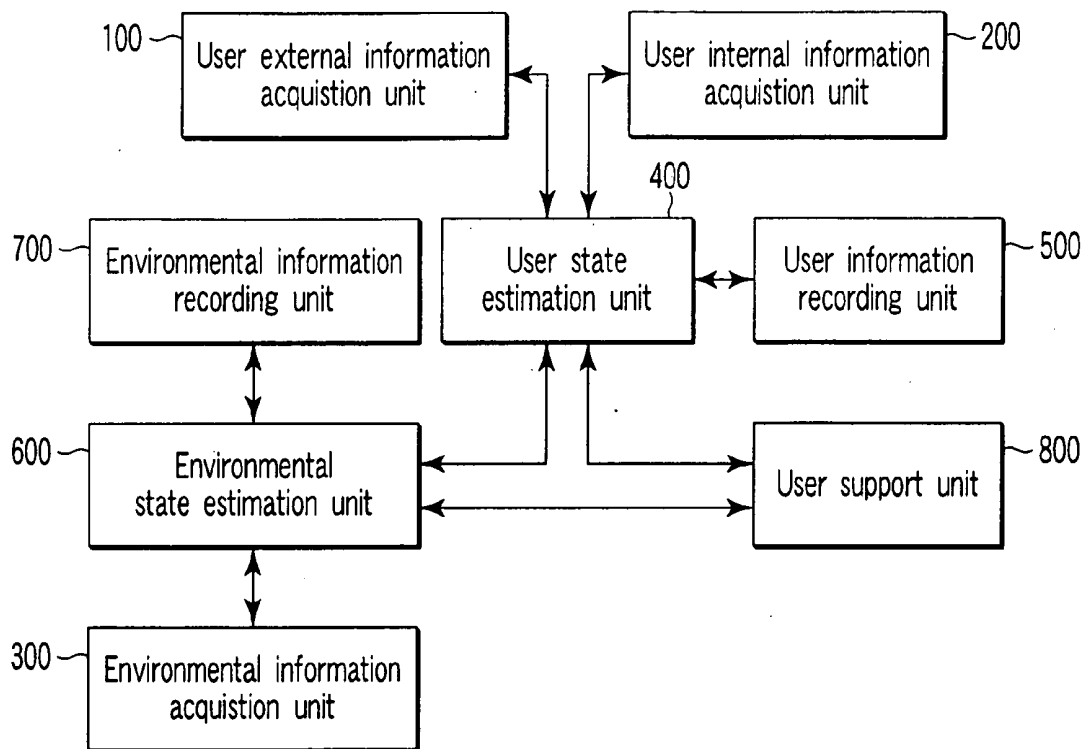 100
User external information
acquistion unit
User internal information
acquistion unit
200
400
700
Environmental information
recording unit
User state
estimation unit
User information
recording unit
500
600
Environmental
state estimation unit
User support unit
800
300
Environmental information
acquistion unit